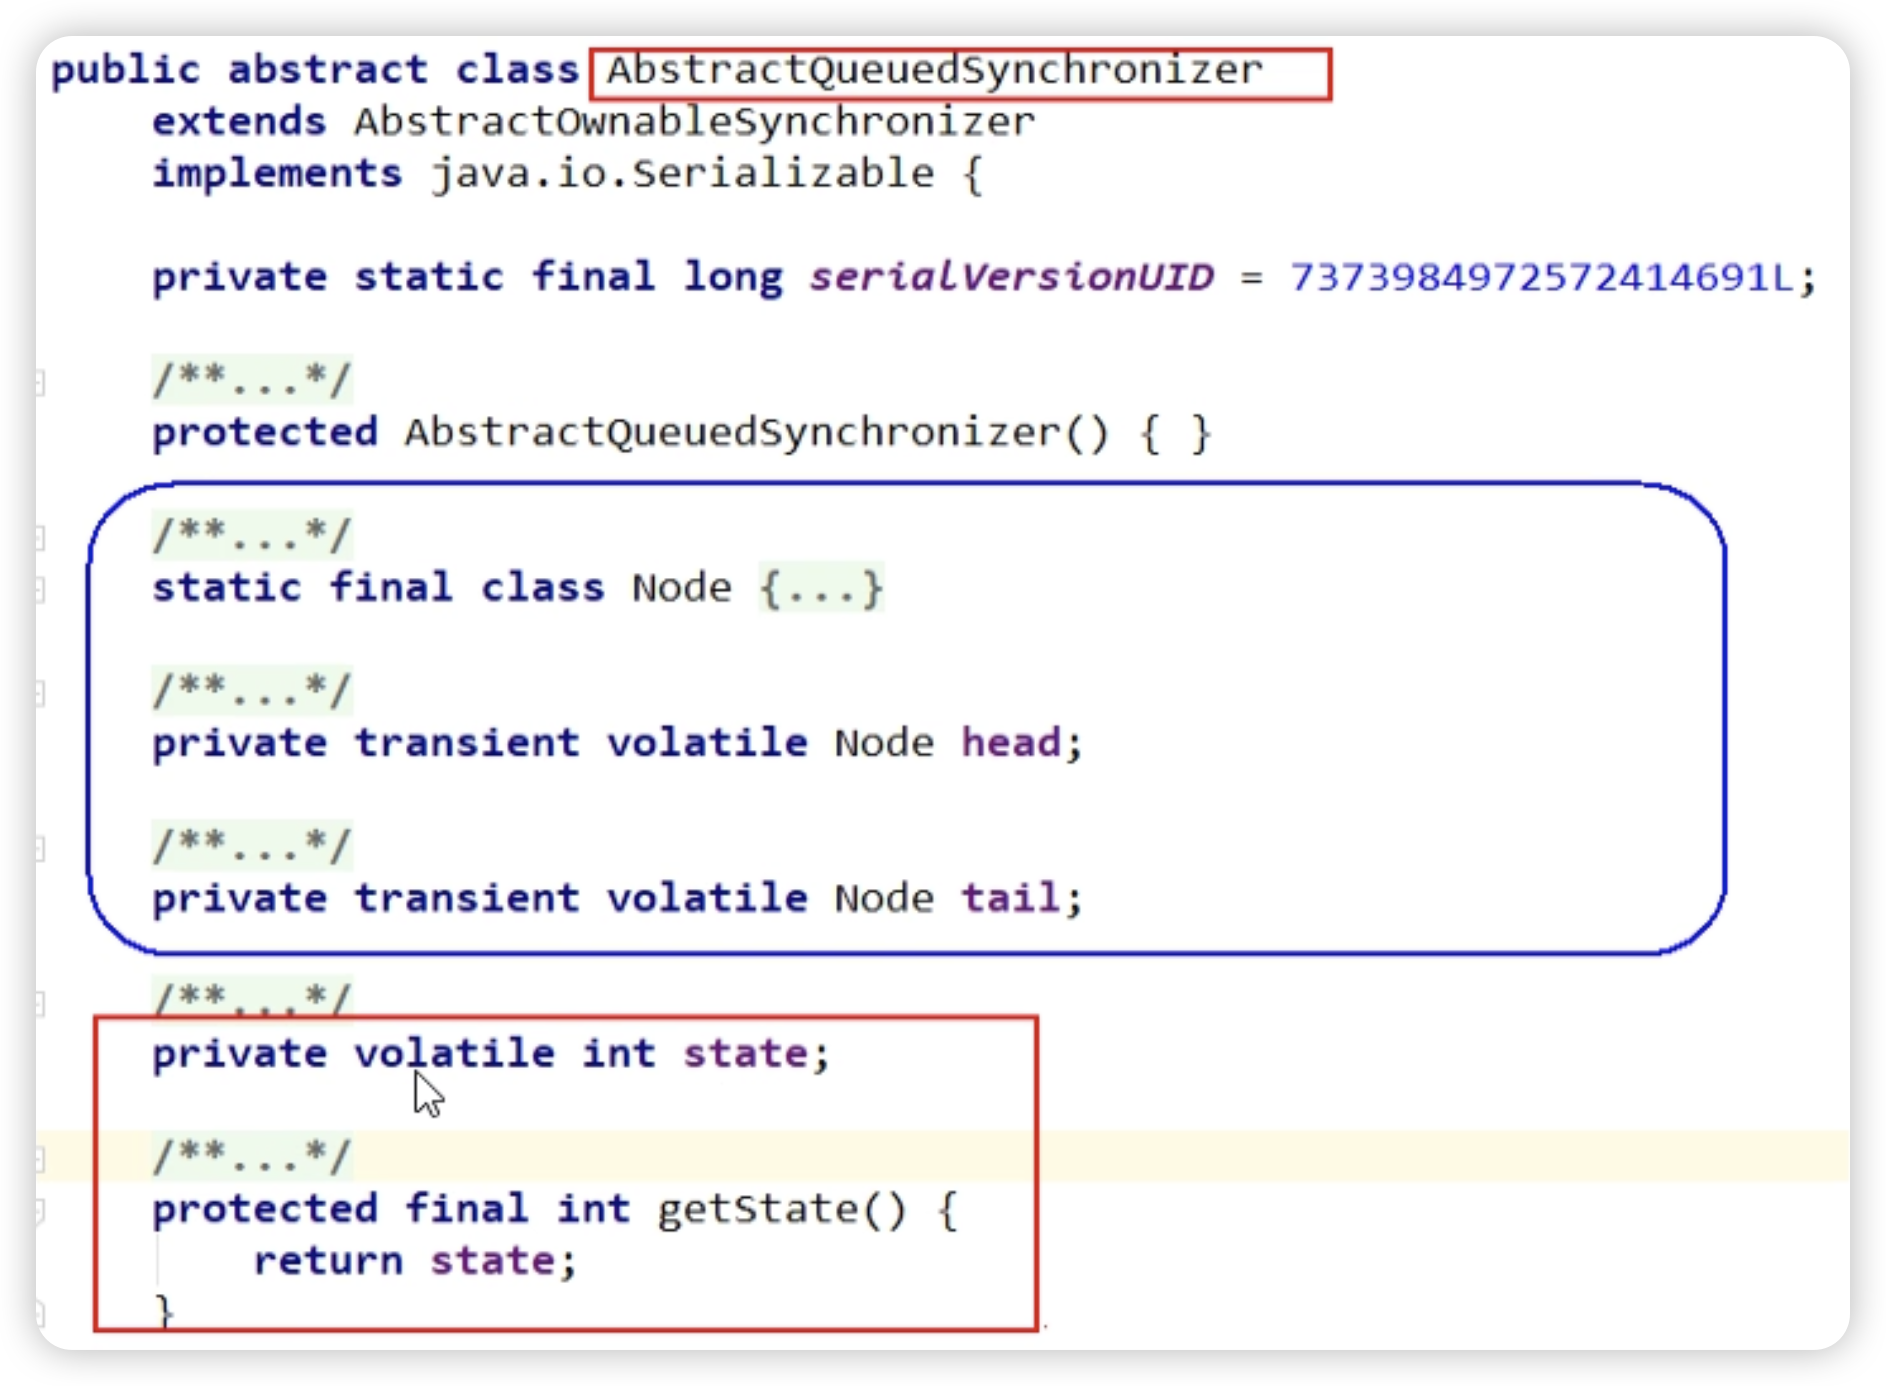 public abstract class AbstractQueuedSynchronizer
extends AbstractOwnableSynchronizer
implements java.io.Serializable {
private static final long serialVersionUID = 7373984972572414691L;
/**...*/
protected AbstractQueuedSynchronizer() { }
/**...*/
static final class Node {...}
/**...*/
private transient volatile Node head;
/**...*/
private transient volatile Node tail;
/**...*/
private volatile int state;
/**...*/
protected final int getState() {
return state;
}